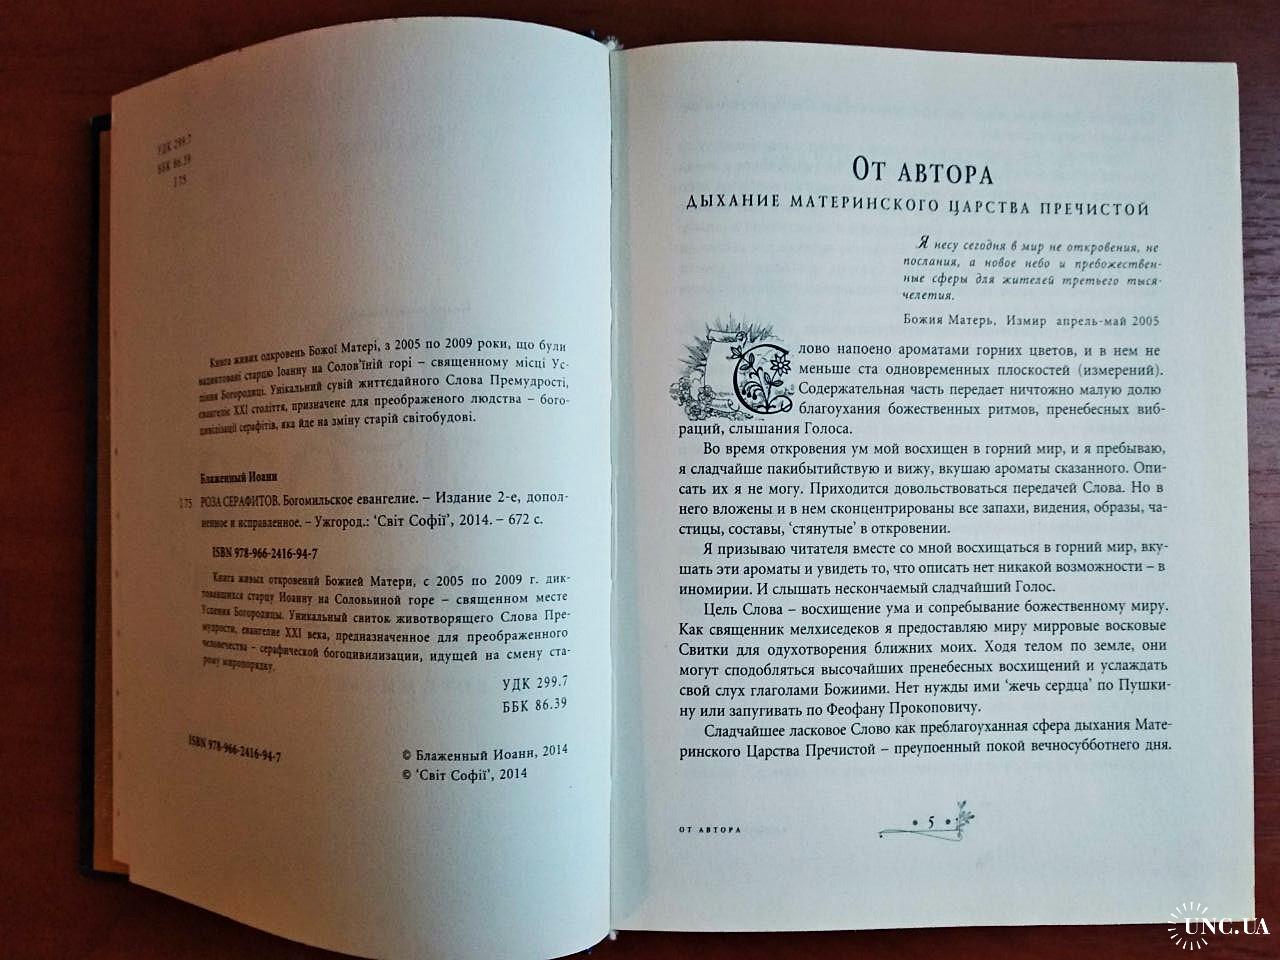 УДК 299.7
ББК 86.39
I 75
Книга живих одкровень Божої Матері, з 2005 по 2009 роки, що були
надиктовані старцю Іоанну на Солов'їній горі – священному місці Ус-
піння Богородиці. Унікальний сувій життєдайного Слова Премудрості,
євангеліє XXI століття, призначене для преображеного людства – бого-
цивілізації серафітів, яка йде на зміну старій світобудові.
Блаженный Иоанн
I 75 РОЗА СЕРАФИТОВ. Богомильское евангелие. – Издание 2-е, допол-
ненное и исправленное. – Ужгород.: 'Світ Софії', 2014. – 672 с.
ISBN 978-966-2416-94-7
Книга живых откровений Божией Матери, с 2005 по 2009 г. дик-
товавшихся старцу Иоанну на Соловьиной горе – священном месте
Успения Богородицы. Уникальный свиток животворящего Слова Пре-
мудрости, евангелие XXI века, предназначенное для преображенного
человечества – серафической богоцивилизации, идущей на смену ста-
рому миропорядку.
УДК 299.7
ББК 86.39
ISBN 978-966-2416-94-7
© Блаженный Иоанн, 2014
© 'Світ Софії', 2014
От автора
дыхание материнского царства пречистой
Я несу сегодня в мир не откровения, не
послания, а новое небо и пребожествен-
ные сферы для жителей третьего тыся-
челетия.
Божия Матерь, Измир апрель-май 2005
Слово напоено ароматами горних цветов, и в нем не
меньше ста одновременных плоскостей (измерений).
Содержательная часть передает ничтожно малую долю
благоухания божественных ритмов, пренебесных виб-
раций, слышания Голоса.
Во время откровения ум мой восхищен в горний мир, и я пребываю,
я сладчайше пакибытийствую и вижу, вкушаю ароматы сказанного. Опи-
сать их я не могу. Приходится довольствоваться передачей Слова. Но в
него вложены и в нем сконцентрированы все запахи, видения, образы, ча-
стицы, составы, 'стянутые' в откровении.
Я призываю читателя вместе со мной восхищаться в горний мир, вку-
шать эти ароматы и увидеть то, что описать нет никакой возможности – в
иномирии. И слышать нескончаемый сладчайший Голос.
Цель Слова – восхищение ума и сопребывание божественному миру.
Как священник мелхиседеков я предоставляю миру мирровые восковые
Свитки для одухотворения ближних моих. Ходя телом по земле, они
могут сподобляться высочайших пренебесных восхищений и услаждать
свой слух глаголами Божиими. Нет нужды ими 'жечь сердца' по Пушки-
ну или запугивать по Феофану Прокоповичу.
Сладчайшее ласковое Слово как преблагоуханная сфера дыхания Мате-
ринского Царства Пречистой – преупоенный покой вечносубботнего дня.
от автора
• 5 •
UNC.UA